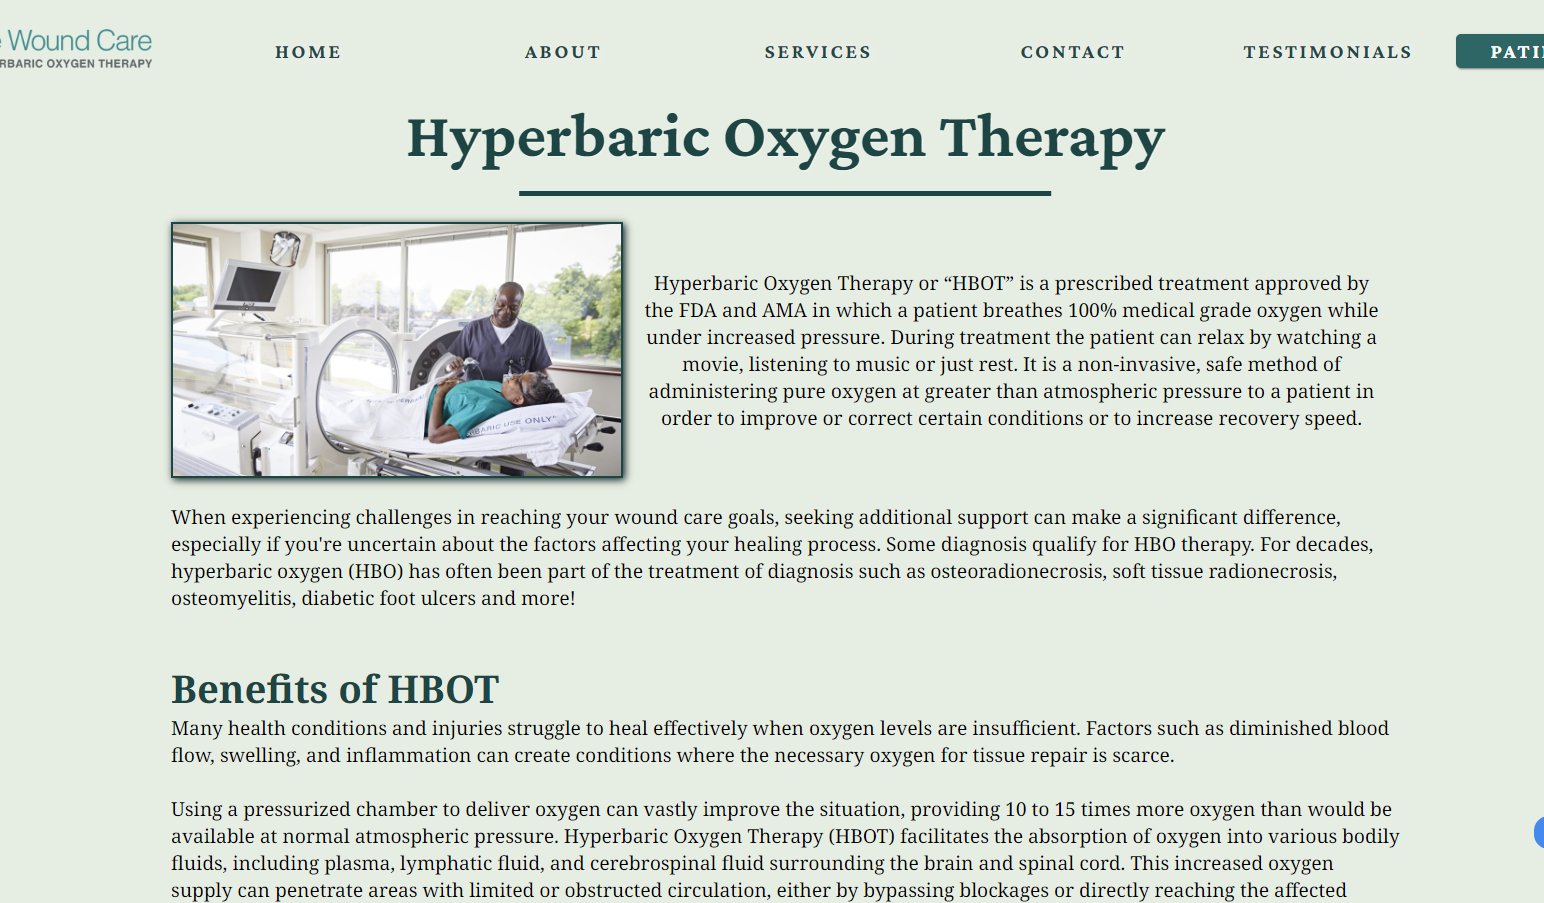 Wound Care
RBARIC OXYGEN THERAPY
HOME
ABOUT
SERVICES
CONTACT
TESTIMONIALS
PATI
Hyperbaric Oxygen Therapy
Hyperbaric Oxygen Therapy or “HBOT” is a prescribed treatment approved by
the FDA and AMA in which a patient breathes 100% medical grade oxygen while
under increased pressure. During treatment the patient can relax by watching a
movie, listening to music or just rest. It is a non-invasive, safe method of
administering pure oxygen at greater than atmospheric pressure to a patient in
order to improve or correct certain conditions or to increase recovery speed.
RBARIC USE ONLY"
When experiencing challenges in reaching your wound care goals, seeking additional support can make a significant difference,
especially if you're uncertain about the factors affecting your healing process. Some diagnosis qualify for HBO therapy. For decades,
hyperbaric oxygen (HBO) has often been part of the treatment of diagnosis such as osteoradionecrosis, soft tissue radionecrosis,
osteomyelitis, diabetic foot ulcers and more!
Benefits of HBOT
Many health conditions and injuries struggle to heal effectively when oxygen levels are insufficient. Factors such as diminished blood
flow, swelling, and inflammation can create conditions where the necessary oxygen for tissue repair is scarce.
Using a pressurized chamber to deliver oxygen can vastly improve the situation, providing 10 to 15 times more oxygen than would be
available at normal atmospheric pressure. Hyperbaric Oxygen Therapy (HBOT) facilitates the absorption of oxygen into various bodily
fluids, including plasma, lymphatic fluid, and cerebrospinal fluid surrounding the brain and spinal cord. This increased oxygen
supply can penetrate areas with limited or obstructed circulation, either by bypassing blockages or directly reaching the affected